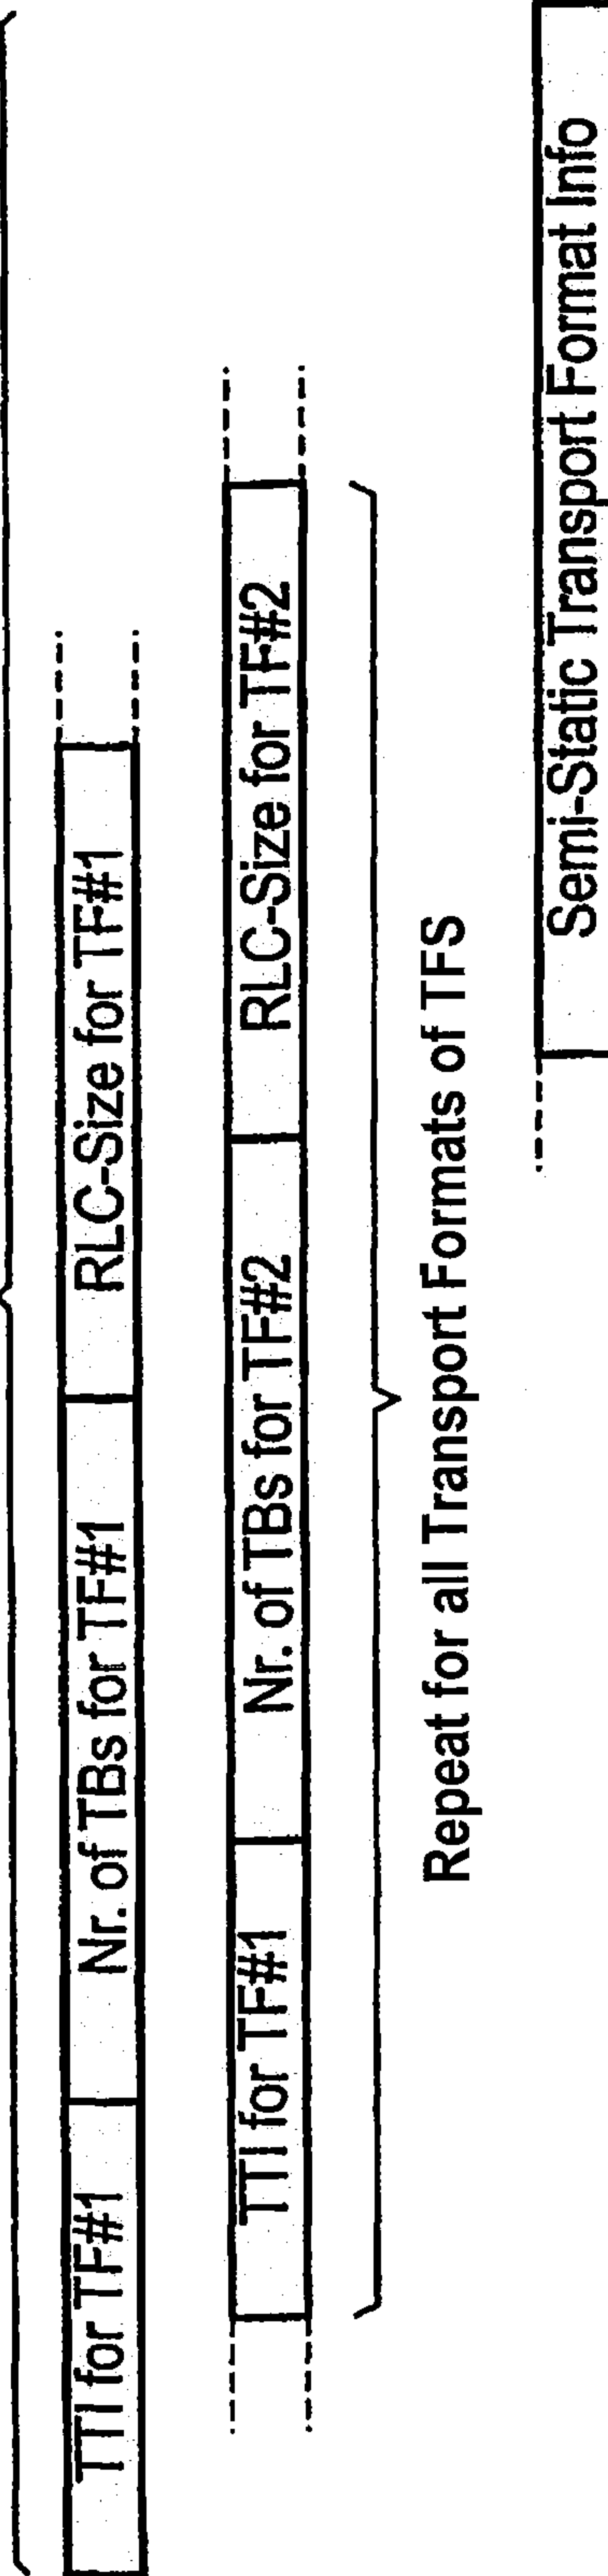 TTI for TF#1
Nr. of TBs for TF#1
RLC-Size for TF#1
TTI for TF#1
Nr. of TBs for TF#2
RLC-Size for TF#2
Repeat for all Transport Formats of TFS
Semi-Static Transport Format Info